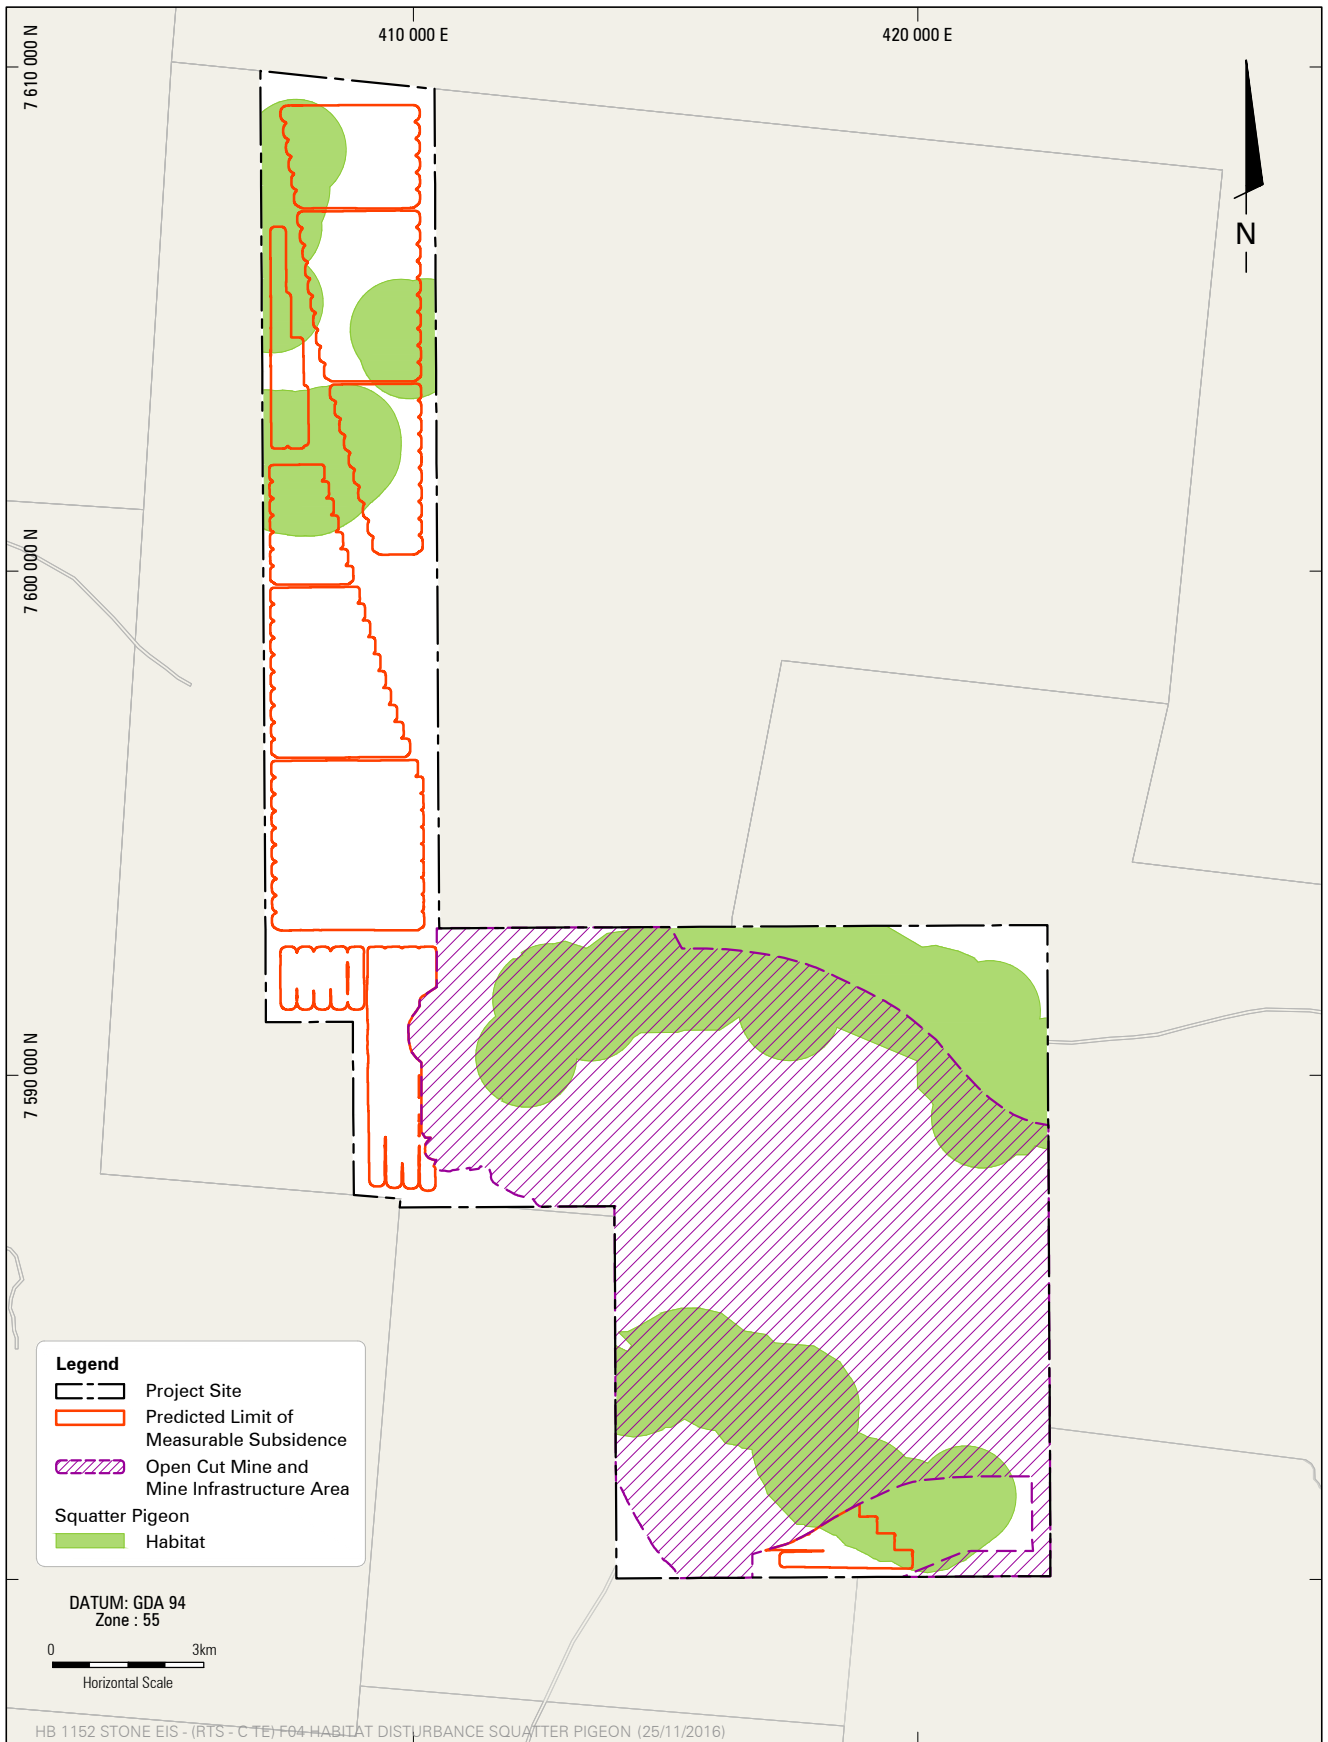 410 000 E
420 000 E
7 610 000 N
N
7 600 000 N
7 590 000 N
Legend
Project Site
Predicted Limit of
Measurable Subsidence
Open Cut Mine and
Mine Infrastructure Area
Squatter Pigeon
Habitat
DATUM: GDA 94
Zone : 55
0 3km
Horizontal Scale
HB 1152 STONE EIS - (RTS - C TE) F04 HABITAT DISTURBANCE SQUATTER PIGEON (25/11/2016)